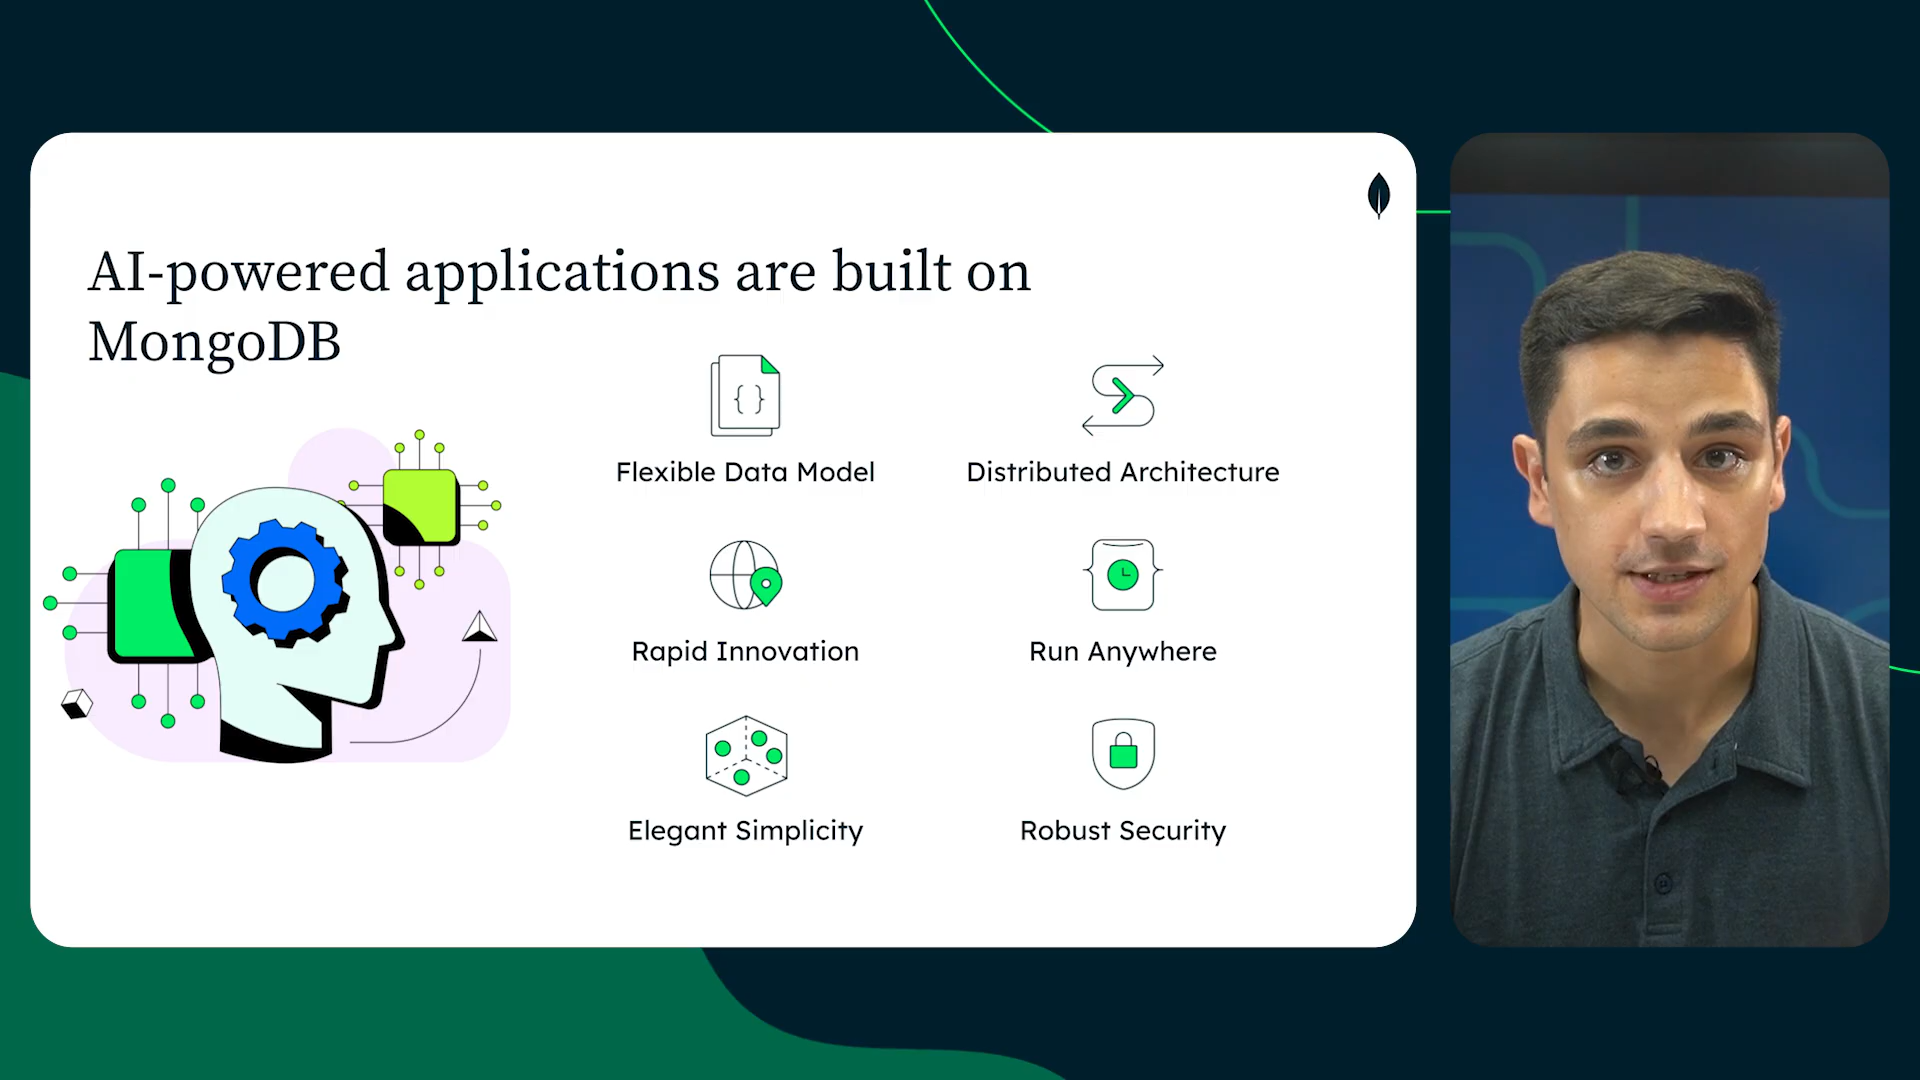 AI-powered applications are built on
MongoDB
{ }
Flexible Data Model
Distributed Architecture
Rapid Innovation
Run Anywhere
Elegant Simplicity
Robust Security